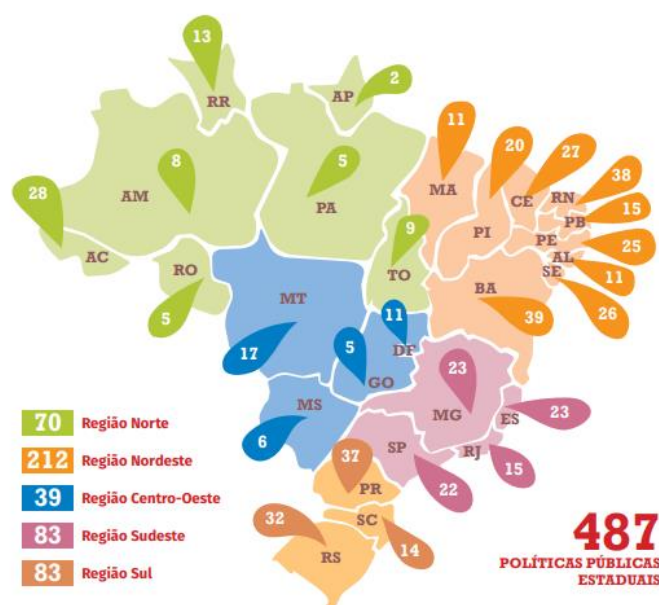 13
RR
AP
2
11
20
27
38
28
AM
8
5
PA
MA
CE
RN
15
PB
AC
9
PI
PE
25
RO
TO
AL
11
MT
BA
SE
5
11
39
26
17
5
DF
GO
23
MS
MG
ES
23
6
70 Região Norte
37
SP
RJ
15
212 Região Nordeste
PR
22
39 Região Centro-Oeste
32
SC
14
83 Região Sudeste
RS
83 Região Sul
487
POLÍTICAS PÚBLICAS
ESTADUAIS